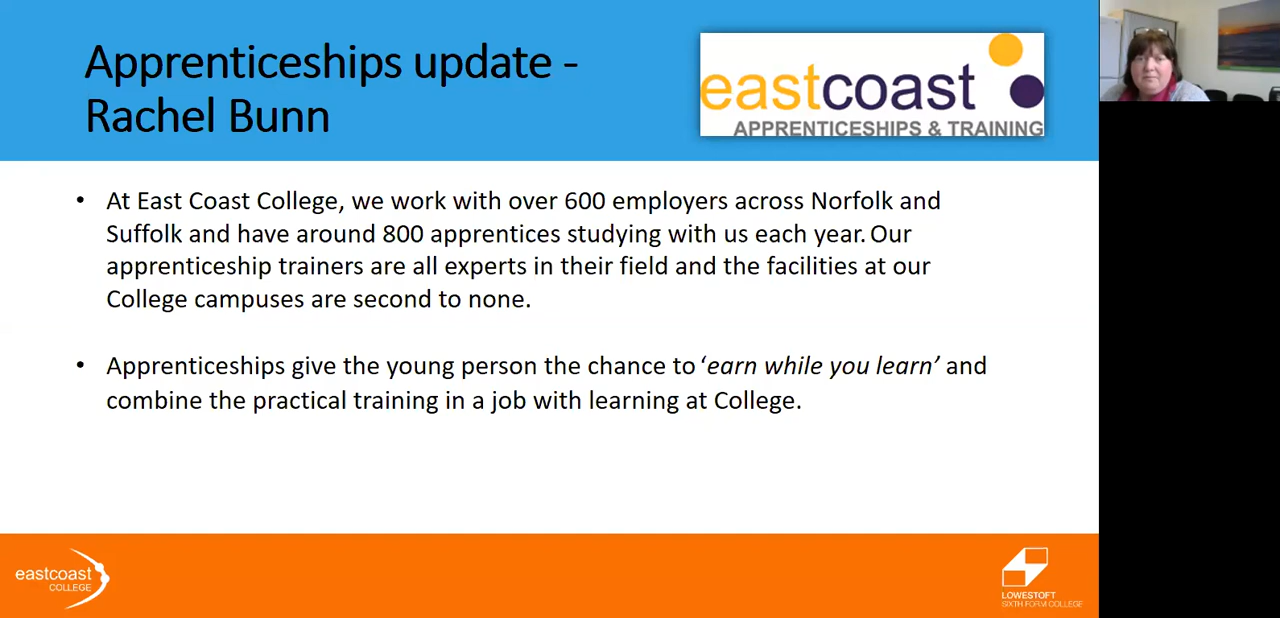 Apprenticeships update -
Rachel Bunn
eastcoast
APPRENTICESHIPS & TRAINING
• At East Coast College, we work with over 600 employers across Norfolk and
Suffolk and have around 800 apprentices studying with us each year. Our
apprenticeship trainers are all experts in their field and the facilities at our
College campuses are second to none.
• Apprenticeships give the young person the chance to ‘earn while you learn’ and
combine the practical training in a job with learning at College.
eastcoast
COLLEGE
LOWESTOFT
SIXTH FORM COLLEGE